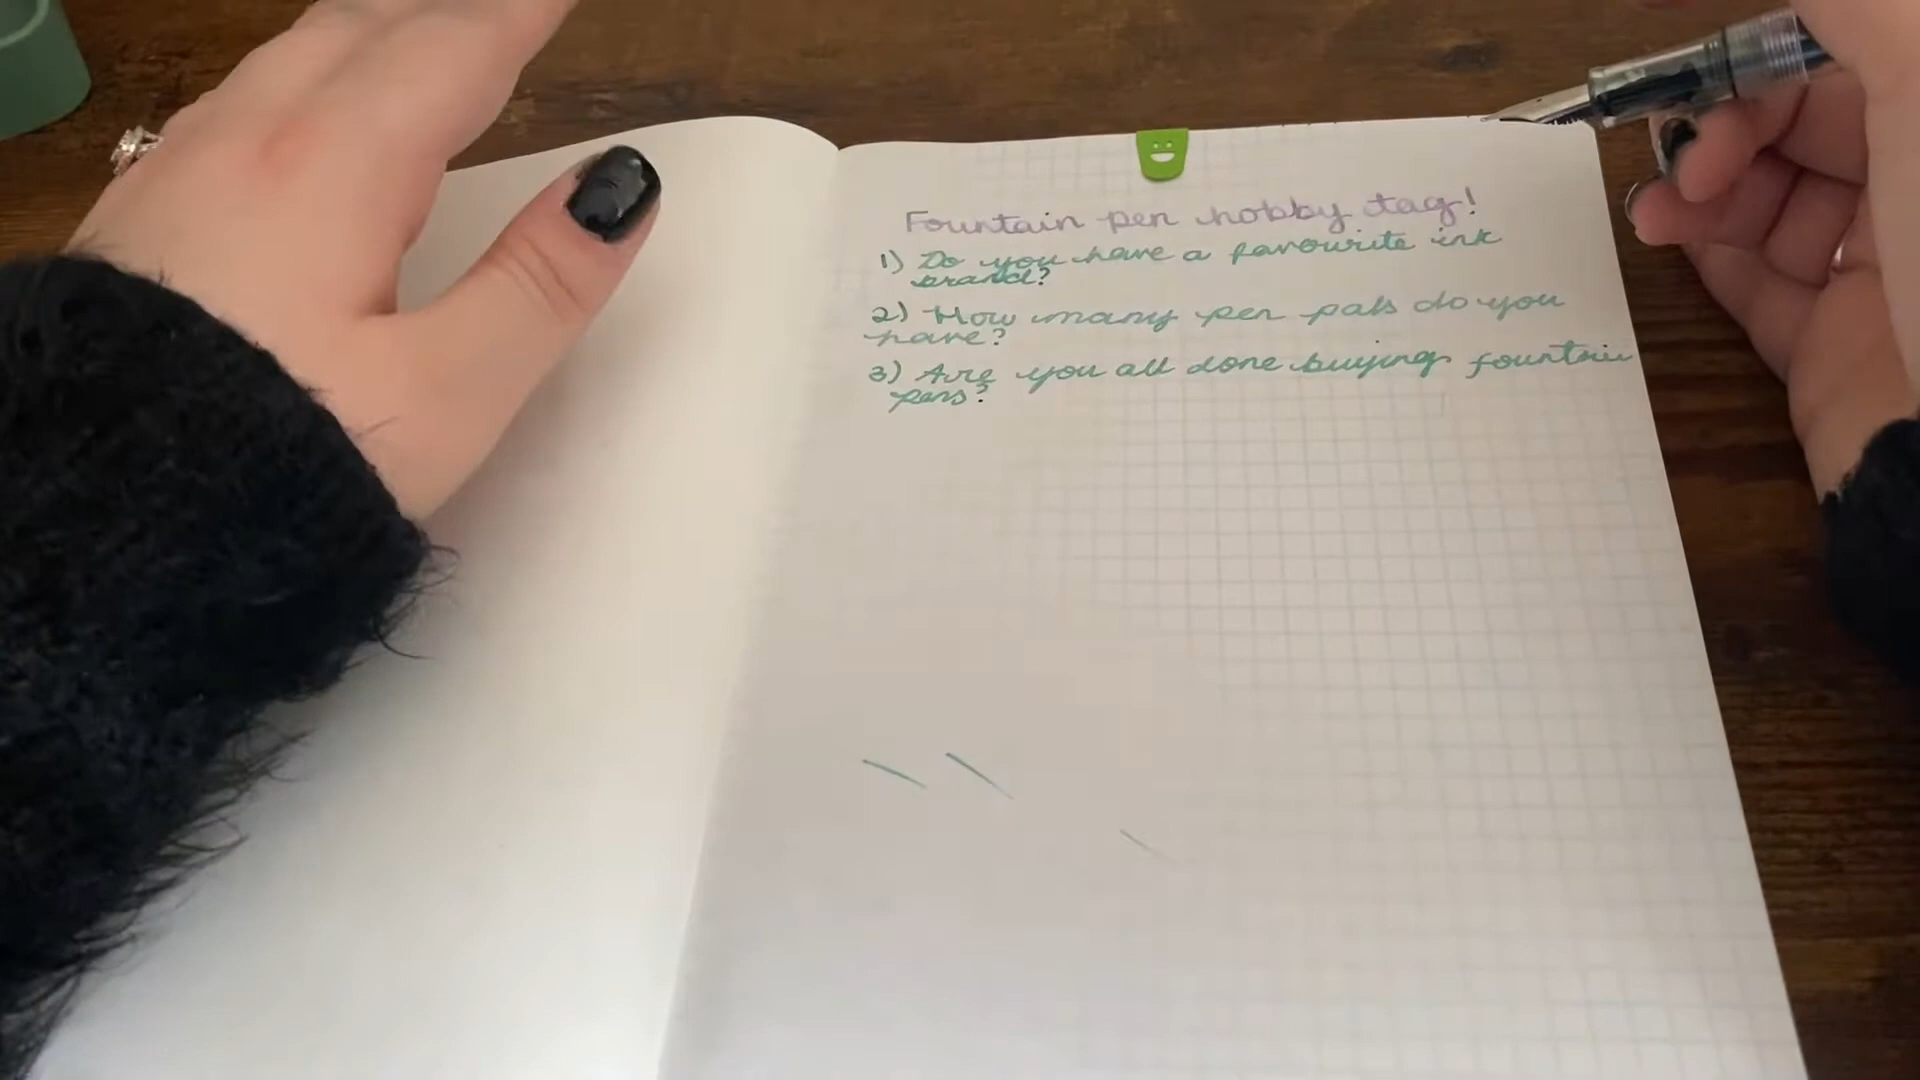 Fountain pen hobby tag!
1) Do you have a favourite ink
brand?
2) How many pen pals do you
have?
3) Are you all done buying fountain
pens?